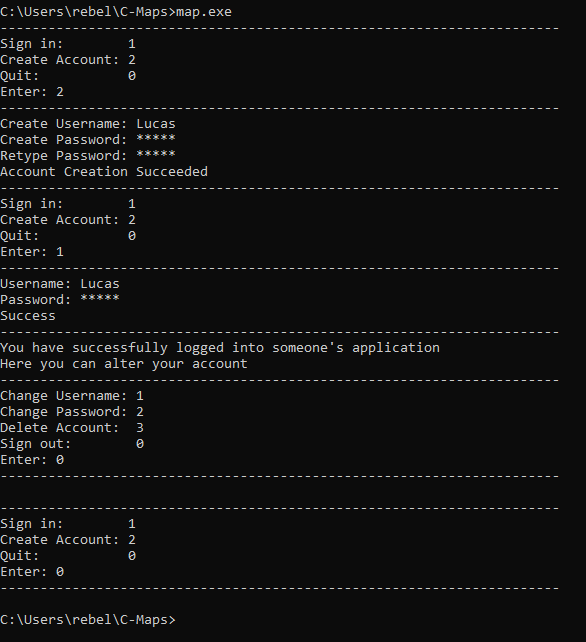 C:\Users\rebel\C-Maps>map.exe
----------------------------------------------------------------------
Sign in:        1
Create Account: 2
Quit:           0
Enter: 2
----------------------------------------------------------------------
Create Username: Lucas
Create Password: *****
Retype Password: *****
Account Creation Succeeded
----------------------------------------------------------------------
Sign in:        1
Create Account: 2
Quit:           0
Enter: 1
----------------------------------------------------------------------
Username: Lucas
Password: *****
Success
----------------------------------------------------------------------
You have successfully logged into someone's application
Here you can alter your account
----------------------------------------------------------------------
Change Username: 1
Change Password: 2
Delete Account:  3
Sign out:        0
Enter: 0
----------------------------------------------------------------------

----------------------------------------------------------------------
Sign in:        1
Create Account: 2
Quit:           0
Enter: 0
----------------------------------------------------------------------

C:\Users\rebel\C-Maps>